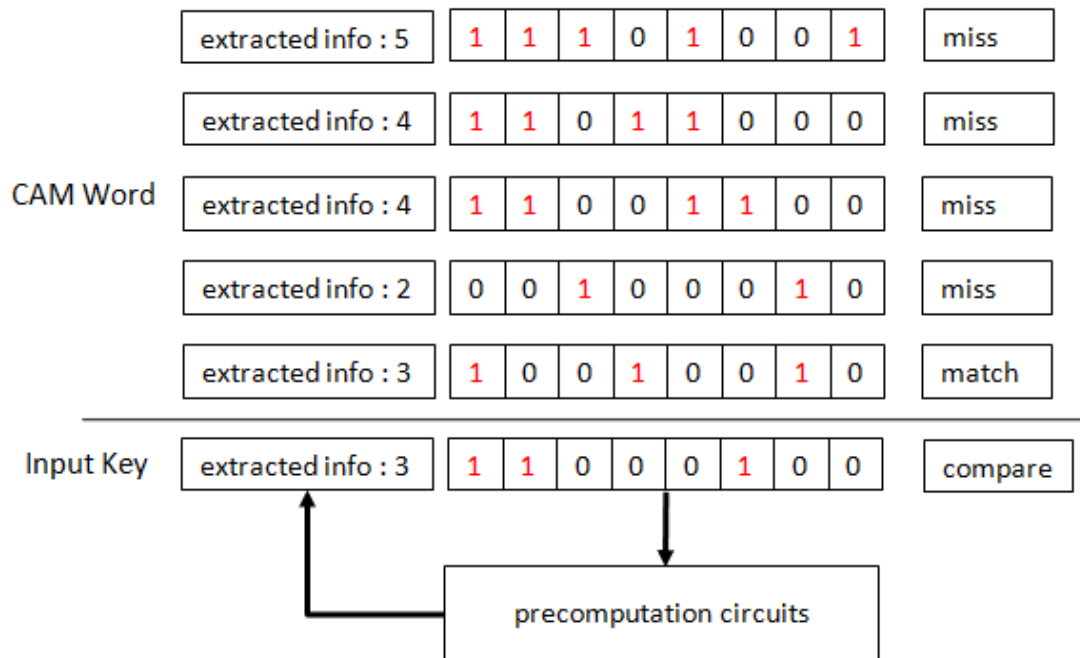 extracted info : 5 1 1 1 0 1 0 0 1 miss
extracted info : 4 1 1 0 1 1 0 0 0 miss
CAM Word extracted info : 4 1 1 0 0 1 1 0 0 miss
extracted info : 2 0 0 1 0 0 0 1 0 miss
extracted info : 3 1 0 0 1 0 0 1 0 match
Input Key extracted info : 3 1 1 0 0 0 1 0 0 compare
precomputation circuits